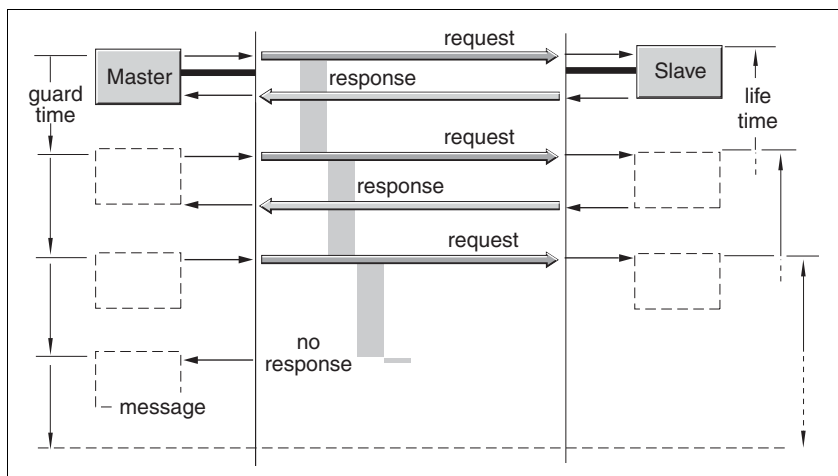 request
Master
response
Slave
guard
time
life
time
request
response
request
no
response
message